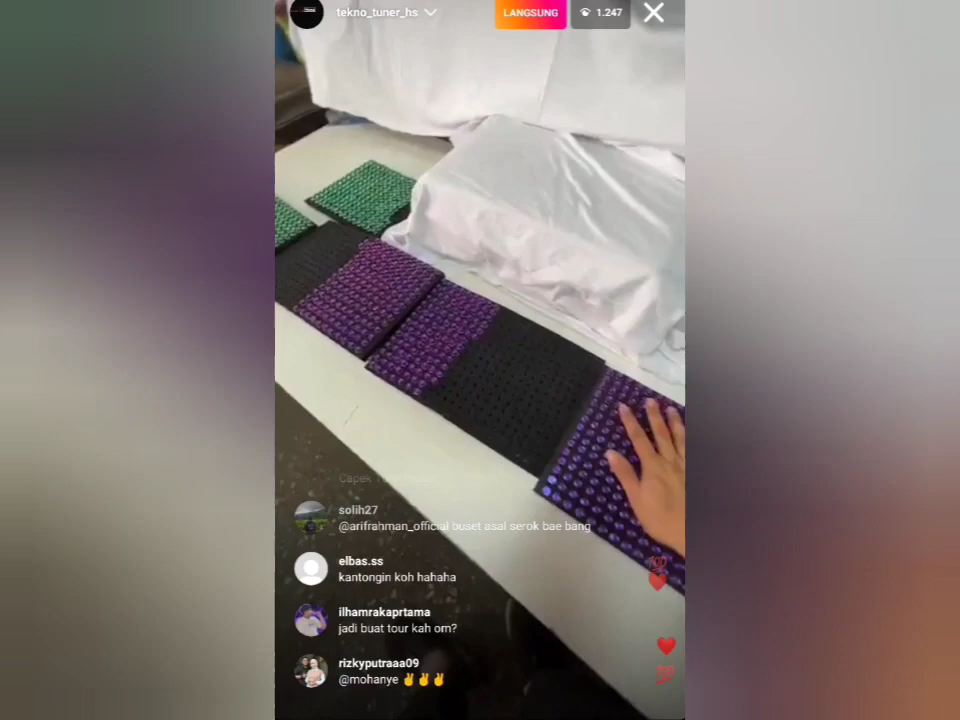 tekno_tuner_hs
LANGSUNG
1.247
Capek
solih27
@arifrahman_official buset asal serok bae bang
elbas.ss
kantongin koh hahaha
ilhamrakaprtama
jadi buat tour kah om?
rizkyputraaa09
@mohanye ✌✌✌
💯
💯